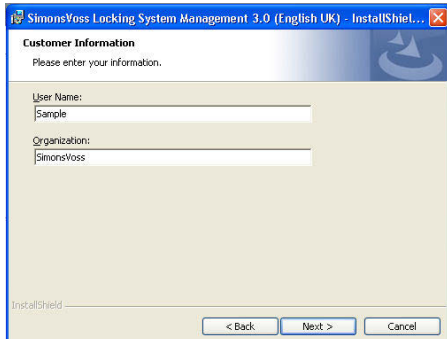 SimonsVoss Locking System Management 3.0 (English UK) - InstallShiel...
Customer Information
Please enter your information.
User Name:
Sample
Organization:
SimonsVoss
InstallShield
< Back Next > Cancel